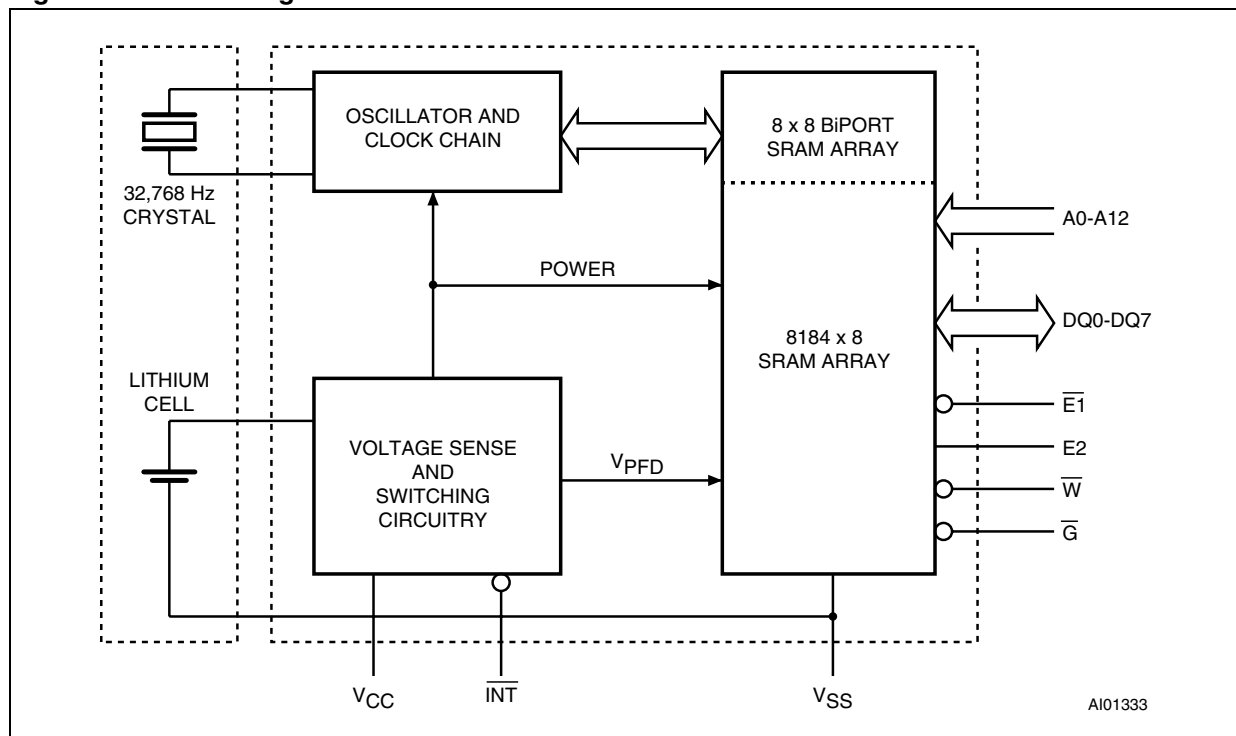 OSCILLATOR AND
CLOCK CHAIN
8 x 8 BiPORT
SRAM ARRAY
32,768 Hz
CRYSTAL
A0-A12
POWER
DQ0-DQ7
8184 x 8
SRAM ARRAY
LITHIUM
CELL
E1
VOLTAGE SENSE
AND
SWITCHING
CIRCUITRY
VPFD
E2
W
G
VCC
INT
VSS
AI01333